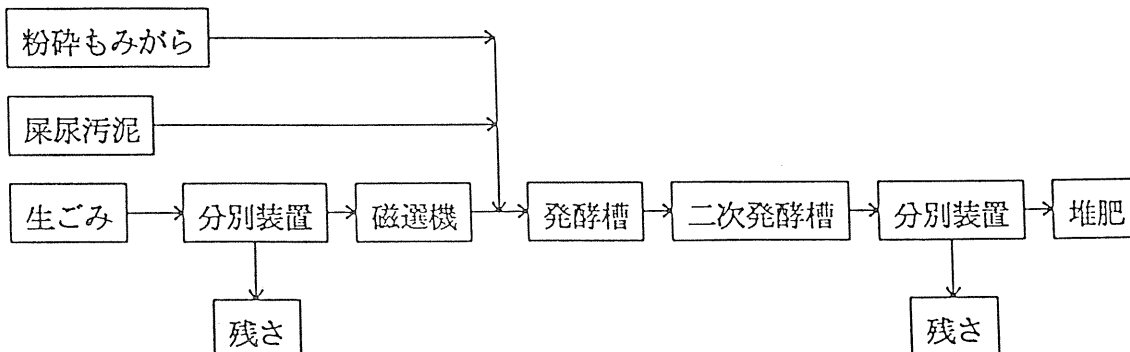 粉砕もみがら
屎尿汚泥
生ごみ
分別装置
磁選機
発酵槽
二次発酵槽
分別装置
堆肥
残さ
残さ